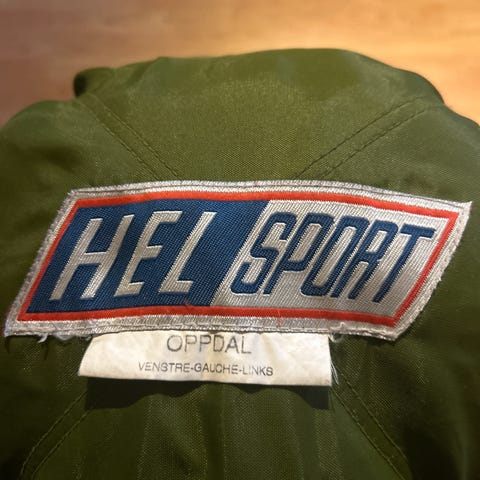 HEL SPORT
OPPDAL
VENSTRE-GAUCHE-LINKS